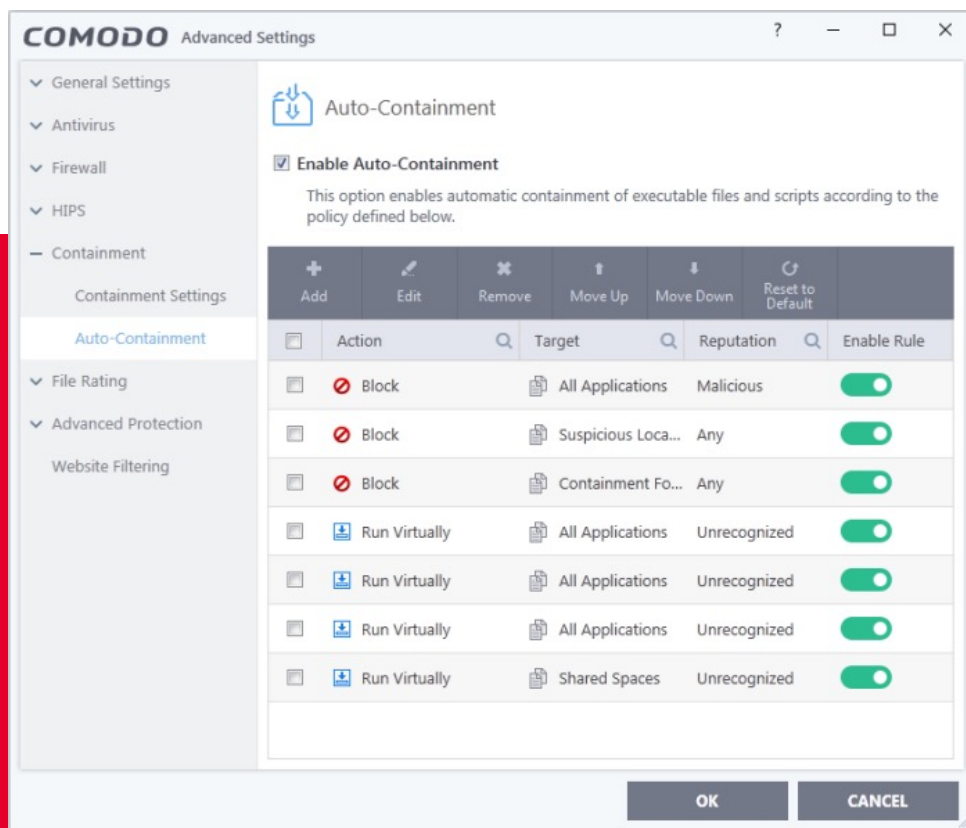 COMODO Advanced Settings
?
General Settings
Antivirus
Firewall
HIPS
Containment
Containment Settings
Auto-Containment
File Rating
Advanced Protection
Website Filtering
Auto-Containment
Enable Auto-Containment
This option enables automatic containment of executable files and scripts according to the
policy defined below.
Add Edit Remove Move Up Move Down Reset to
Default
Action Target Reputation Enable Rule
Block All Applications Malicious
Block Suspicious Loca... Any
Block Containment Fo... Any
Run Virtually All Applications Unrecognized
Run Virtually All Applications Unrecognized
Run Virtually All Applications Unrecognized
Run Virtually Shared Spaces Unrecognized
OK CANCEL